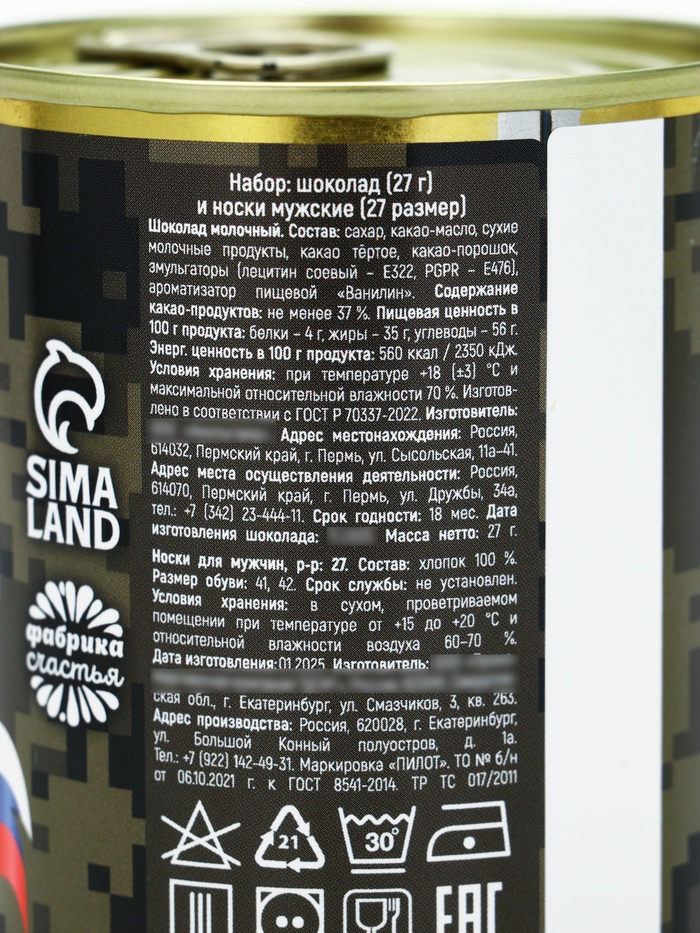 Набор: шоколад (27 г)
и носки мужские (27 размер)
Шоколад молочный. Состав: сахар, какао-масло, сухие
молочные продукты, какао тёртое, какао-порошок,
эмульгаторы (лецитин соевый – Е322, PGPR – Е476),
ароматизатор пищевой «Ванилин». Содержание
какао-продуктов: не менее 37 %. Пищевая ценность в
100 г продукта: белки – 4 г, жиры – 35 г, углеводы – 56 г.
Энерг. ценность в 100 г продукта: 560 ккал / 2350 кДж.
Условия хранения: при температуре +18 (±3) °С и
максимальной относительной влажности 70 %. Изготов-
лено в соответствии с ГОСТ Р 70337-2022. Изготовитель:
Адрес местонахождения: Россия,
614032, Пермский край, г. Пермь, ул. Сысольская, 11а-41.
Адрес места осуществления деятельности: Россия,
614070, Пермский край, г. Пермь, ул. Дружбы, 34а,
тел.: +7 (342) 23-444-11. Срок годности: 18 мес. Дата
изготовления шоколада: Масса нетто: 27 г.
Носки для мужчин, р-р: 27. Состав: хлопок 100 %.
Размер обуви: 41, 42. Срок службы: не установлен.
Условия хранения: в сухом, проветриваемом
помещении при температуре от +15 до +20 °С и
относительной влажности воздуха 60–70 %.
Дата изготовления: 01.2025. Изготовитель:
ская обл., г. Екатеринбург, ул. Смазчиков, 3, кв. 263.
Адрес производства: Россия, 620028, г. Екатеринбург,
ул. Большой Конный полуостров, д. 1а.
Тел.: +7 (922) 142-49-31. Маркировка «ПИЛОТ». ТО № б/н
от 06.10.2021 г. к ГОСТ 8541-2014. ТР ТС 017/2011
SIMA
LAND
фабрика
счастья
21
30°
EAC